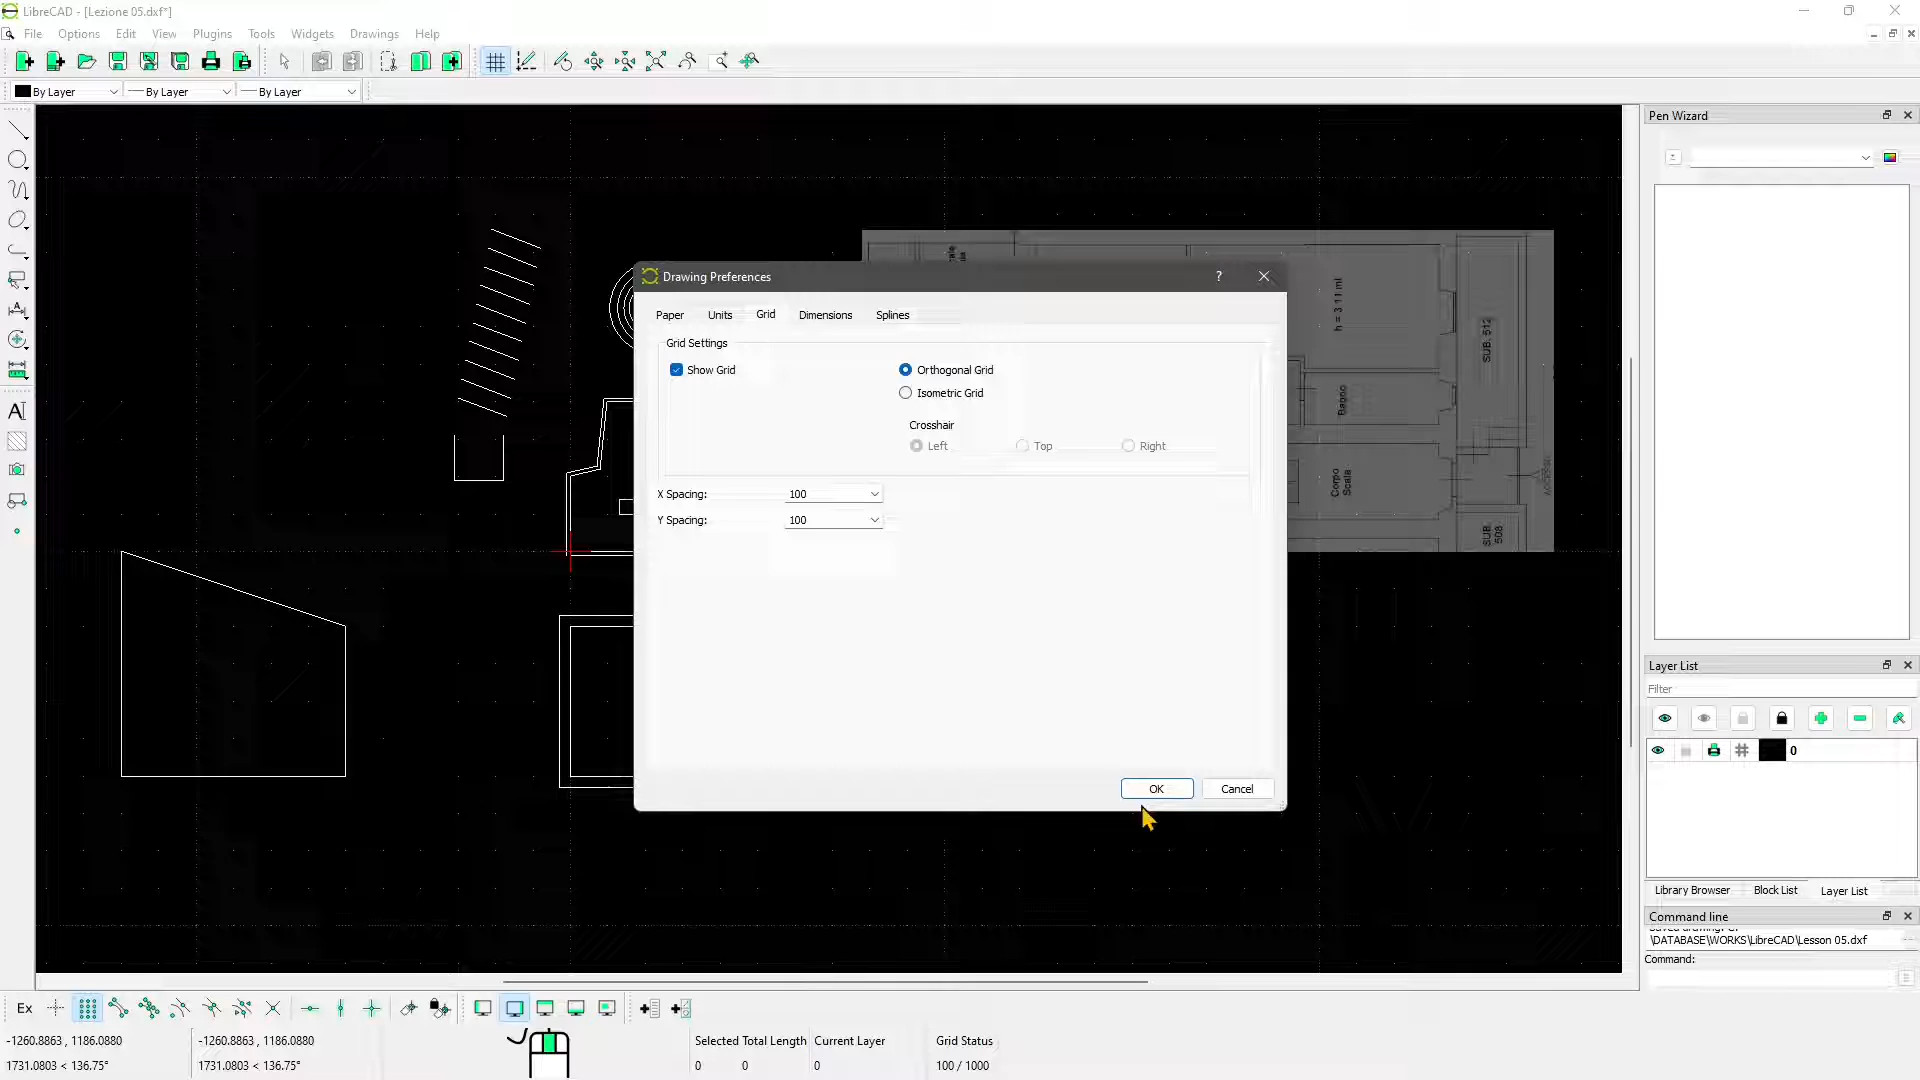 LibreCAD - [Lezione 05.dxf*]
File Options Edit View Plugins Tools Widgets Drawings Help
By Layer By Layer By Layer
Pen Wizard
Drawing Preferences ?
Paper Units Grid Dimensions Splines
Grid Settings
Show Grid Orthogonal Grid
Isometric Grid
Crosshair
Left Top Right
X Spacing: 100
Y Spacing: 100
OK Cancel
h = 3 11 ml
SUB. 512
Bagno
Corpo
Scala
SUB.
508
Layer List
Filter
0
Library Browser Block List Layer List
Command line
\DATABASE\WORKS\LibreCAD\Lesson 05.dxf
Command:
Ex
-1260.8863 , 1186.0880 -1260.8863 , 1186.0880 Selected Total Length Current Layer Grid Status
1731.0803 < 136.75° 1731.0803 < 136.75° 0 0 0 100 / 1000